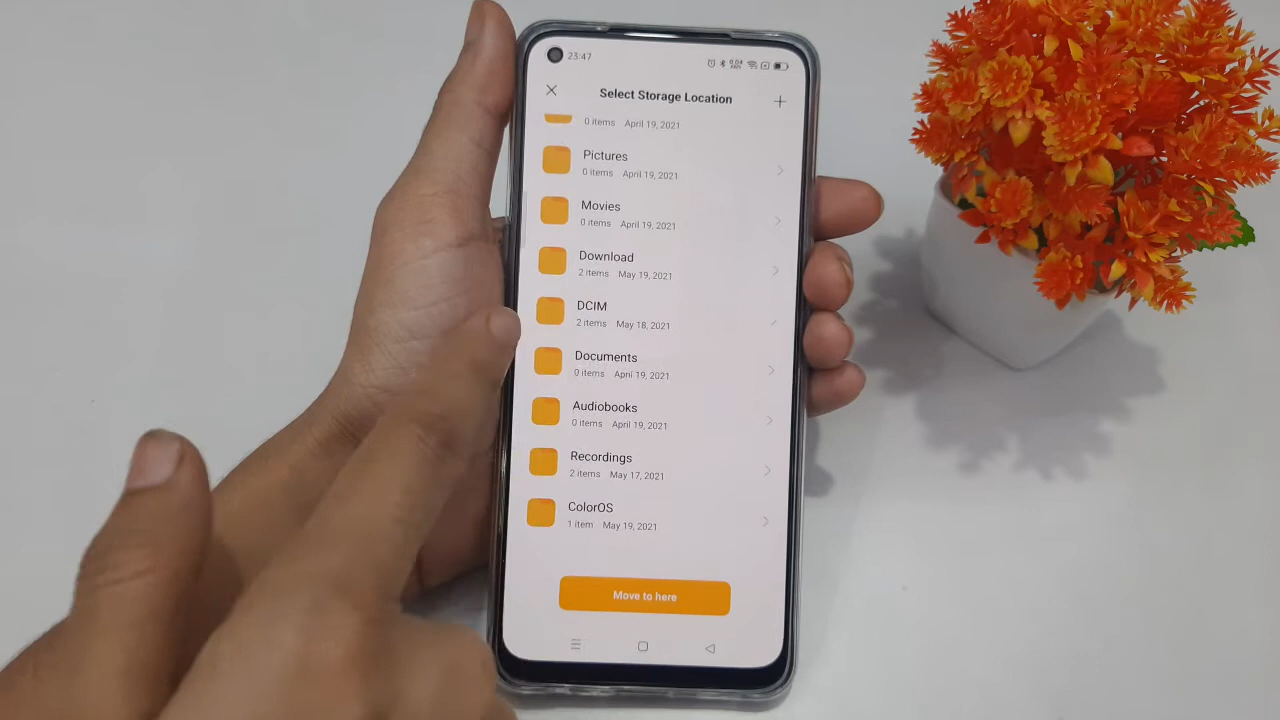 23:47
Select Storage Location
0 items April 19, 2021
Pictures
0 items April 19, 2021
Movies
0 items April 19, 2021
Download
2 items May 19, 2021
DCIM
2 items May 18, 2021
Documents
0 items April 19, 2021
Audiobooks
0 items April 19, 2021
Recordings
2 items May 17, 2021
ColorOS
1 item May 19, 2021
Move to here